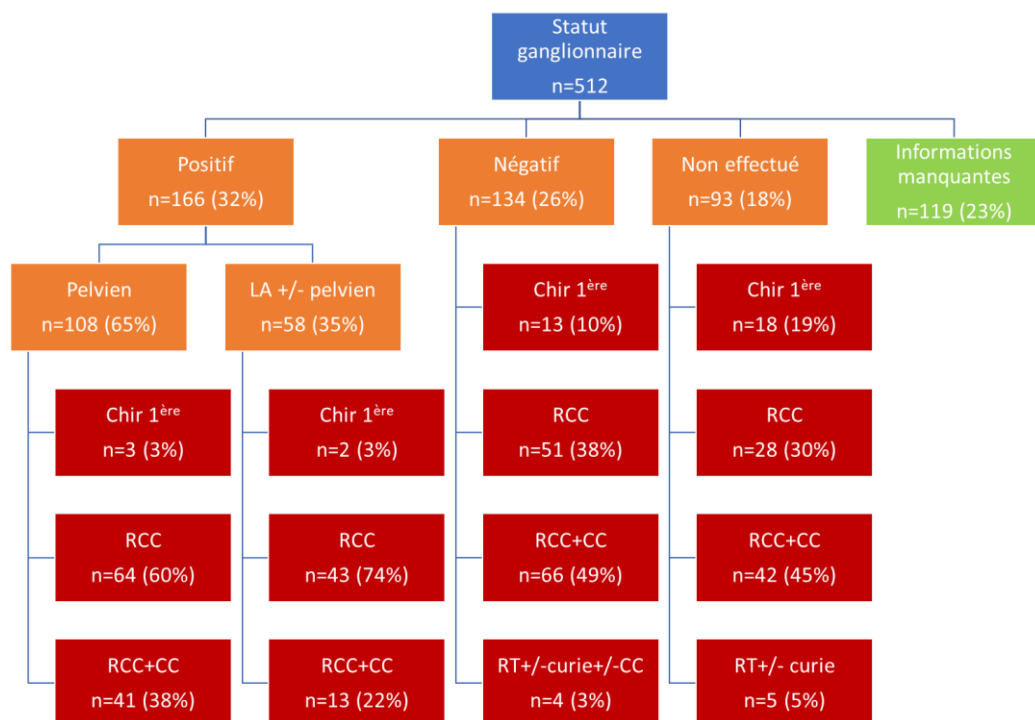 Statut
ganglionnaire
n=512
Positif
n=166 (32%)
Négatif
n=134 (26%)
Non effectué
n=93 (18%)
Informations
manquantes
n=119 (23%)
Pelvien
n=108 (65%)
LA +/- pelvien
n=58 (35%)
Chir 1ère
n=13 (10%)
Chir 1ère
n=18 (19%)
Chir 1ère
n=3 (3%)
Chir 1ère
n=2 (3%)
RCC
n=51 (38%)
RCC
n=28 (30%)
RCC
n=64 (60%)
RCC
n=43 (74%)
RCC+CC
n=66 (49%)
RCC+CC
n=42 (45%)
RCC+CC
n=41 (38%)
RCC+CC
n=13 (22%)
RT+/-curie+/-CC
n=4 (3%)
RT+/- curie
n=5 (5%)